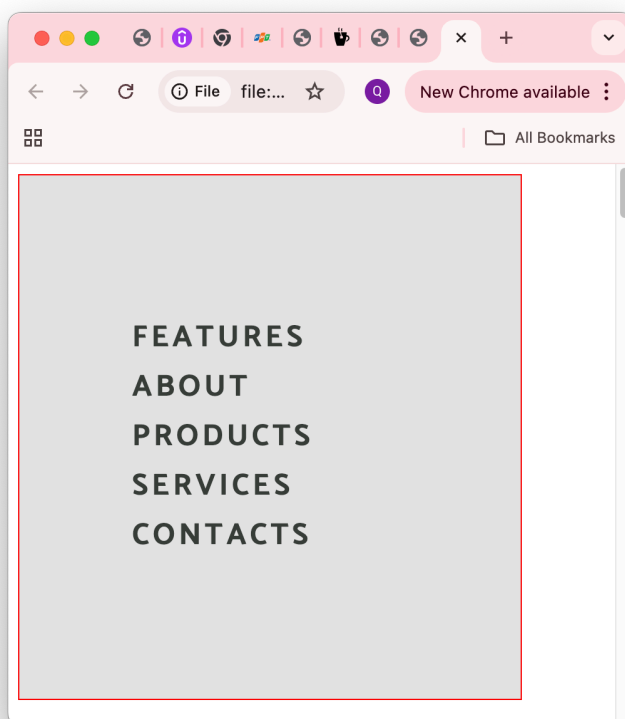 File file:...
Q
New Chrome available
All Bookmarks
FEATURES
ABOUT
PRODUCTS
SERVICES
CONTACTS